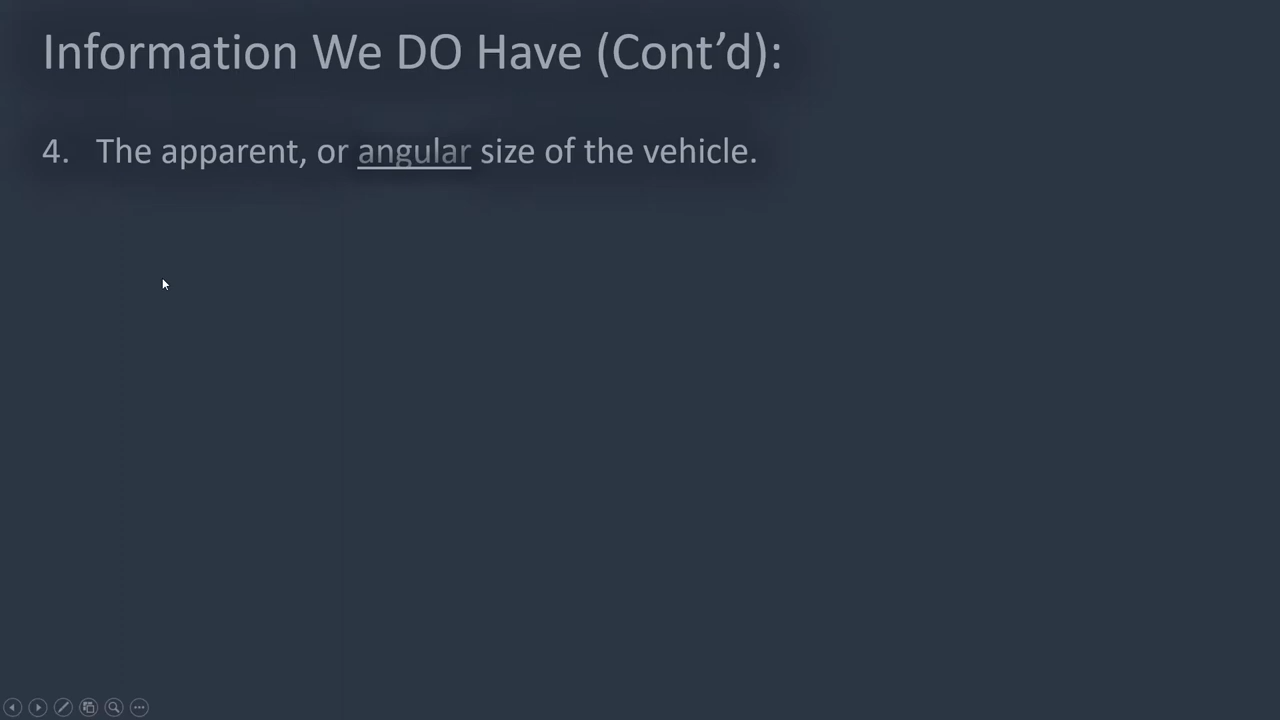 Information We DO Have (Cont’d):
4. The apparent, or angular size of the vehicle.